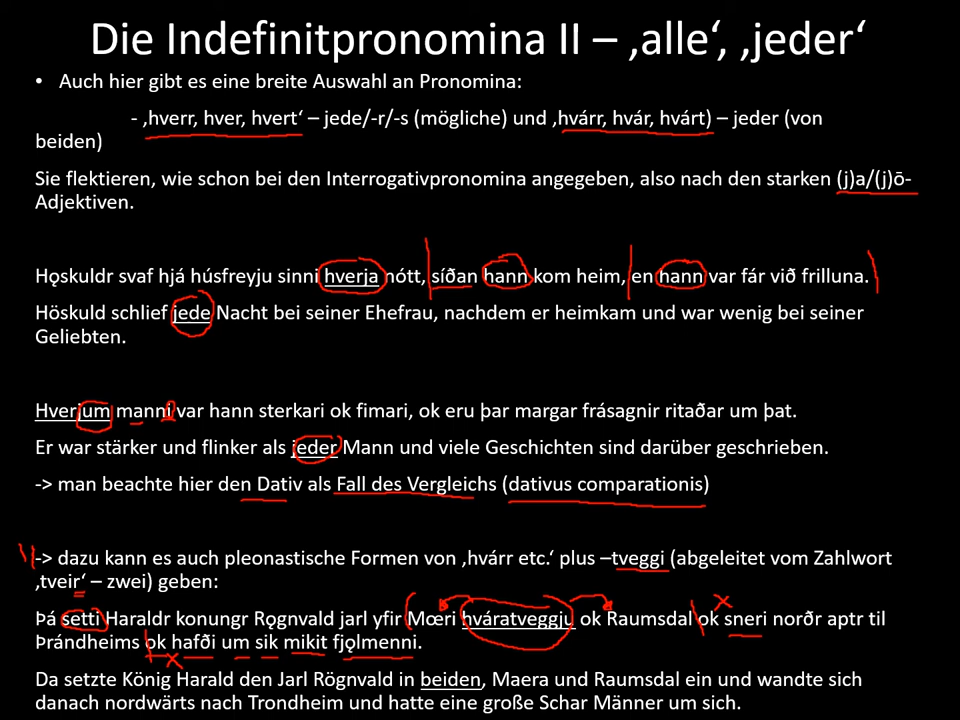 Die Indefinitpronomina II – ‚alle‘, ‚jeder‘
• Auch hier gibt es eine breite Auswahl an Pronomina:
- ‚hverr, hver, hvert‘ – jede/-r/-s (mögliche) und ‚hvárr, hvár, hvárt) – jeder (von
beiden)
Sie flektieren, wie schon bei den Interrogativpronomina angegeben, also nach den starken (j)a/(j)ō-
Adjektiven.
Hǫskuldr svaf hjá húsfreyju sinni hverja nótt, síðan hann kom heim, en hann var fár við frilluna.
Höskuld schlief jede Nacht bei seiner Ehefrau, nachdem er heimkam und war wenig bei seiner
Geliebten.
Hverjum manni var hann sterkari ok fimari, ok eru þar margar frásagnir ritaðar um þat.
Er war stärker und flinker als jeder Mann und viele Geschichten sind darüber geschrieben.
-> man beachte hier den Dativ als Fall des Vergleichs (dativus comparationis)
-> dazu kann es auch pleonastische Formen von ‚hvárr etc.‘ plus –tveggi (abgeleitet vom Zahlwort
‚tveir‘ – zwei) geben:
Þá setti Haraldr konungr Rǫgnvald jarl yfir Mœri hváratveggju ok Raumsdal ok sneri norðr aptr til
Þrándheims ok hafði um sik mikit fjǫlmenni.
Da setzte König Harald den Jarl Rögnvald in beiden, Maera und Raumsdal ein und wandte sich
danach nordwärts nach Trondheim und hatte eine große Schar Männer um sich.